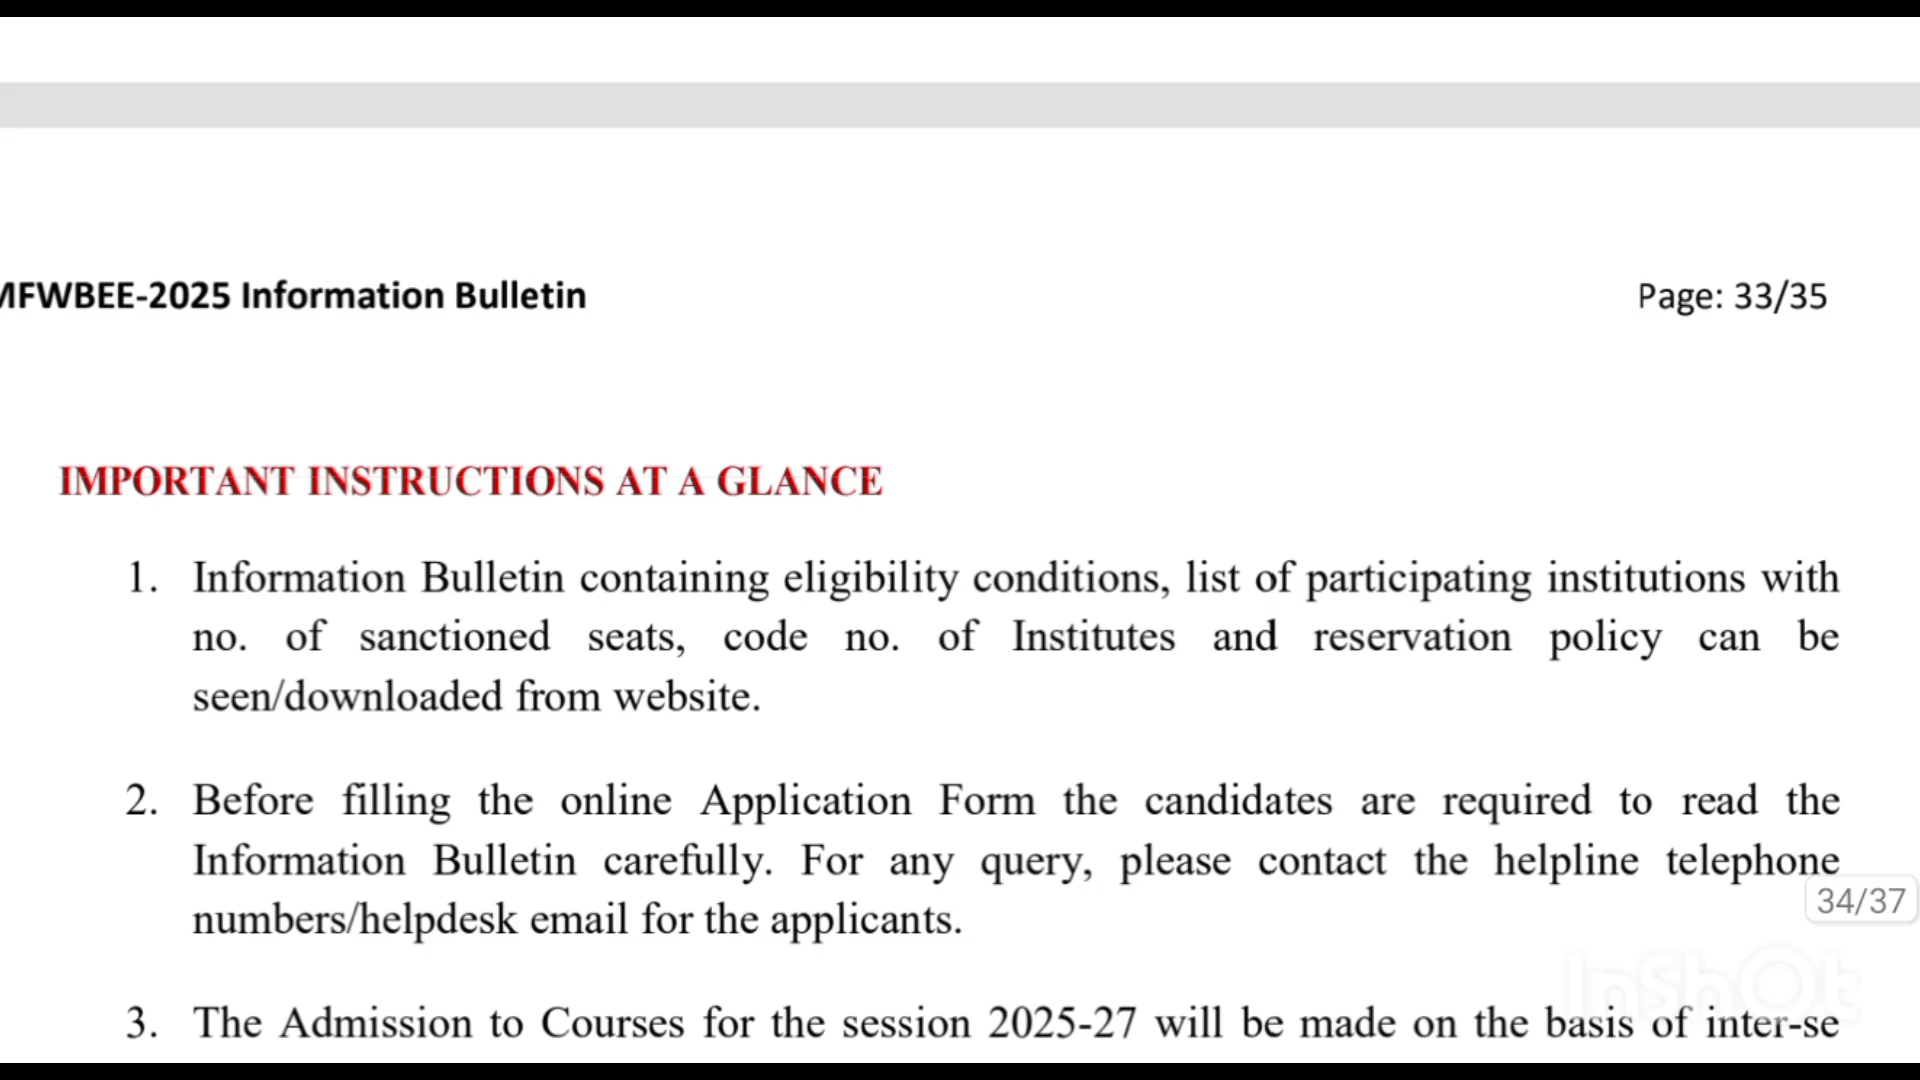 MFWBEE-2025 Information Bulletin
Page: 33/35
IMPORTANT INSTRUCTIONS AT A GLANCE
1. Information Bulletin containing eligibility conditions, list of participating institutions with
no. of sanctioned seats, code no. of Institutes and reservation policy can be
seen/downloaded from website.
2. Before filling the online Application Form the candidates are required to read the
Information Bulletin carefully. For any query, please contact the helpline telephone
numbers/helpdesk email for the applicants.
34/37
InShOt
3. The Admission to Courses for the session 2025-27 will be made on the basis of inter-se